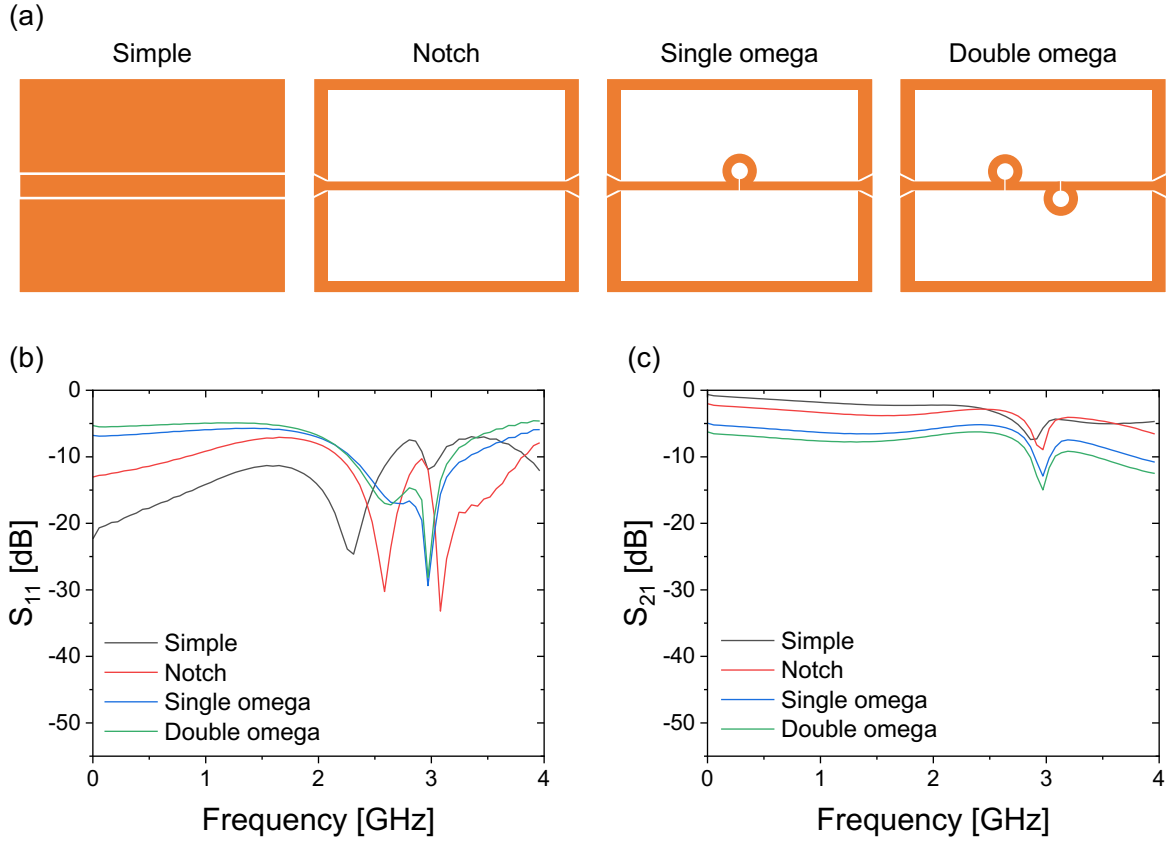 (a)
Simple Notch Single omega Double omega
(b)
S11 [dB]
0
-10
-20
-30
-40
-50
Simple
Notch
Single omega
Double omega
0 1 2 3 4
Frequency [GHz]
(c)
S21 [dB]
0
-10
-20
-30
-40
-50
Simple
Notch
Single omega
Double omega
0 1 2 3 4
Frequency [GHz]